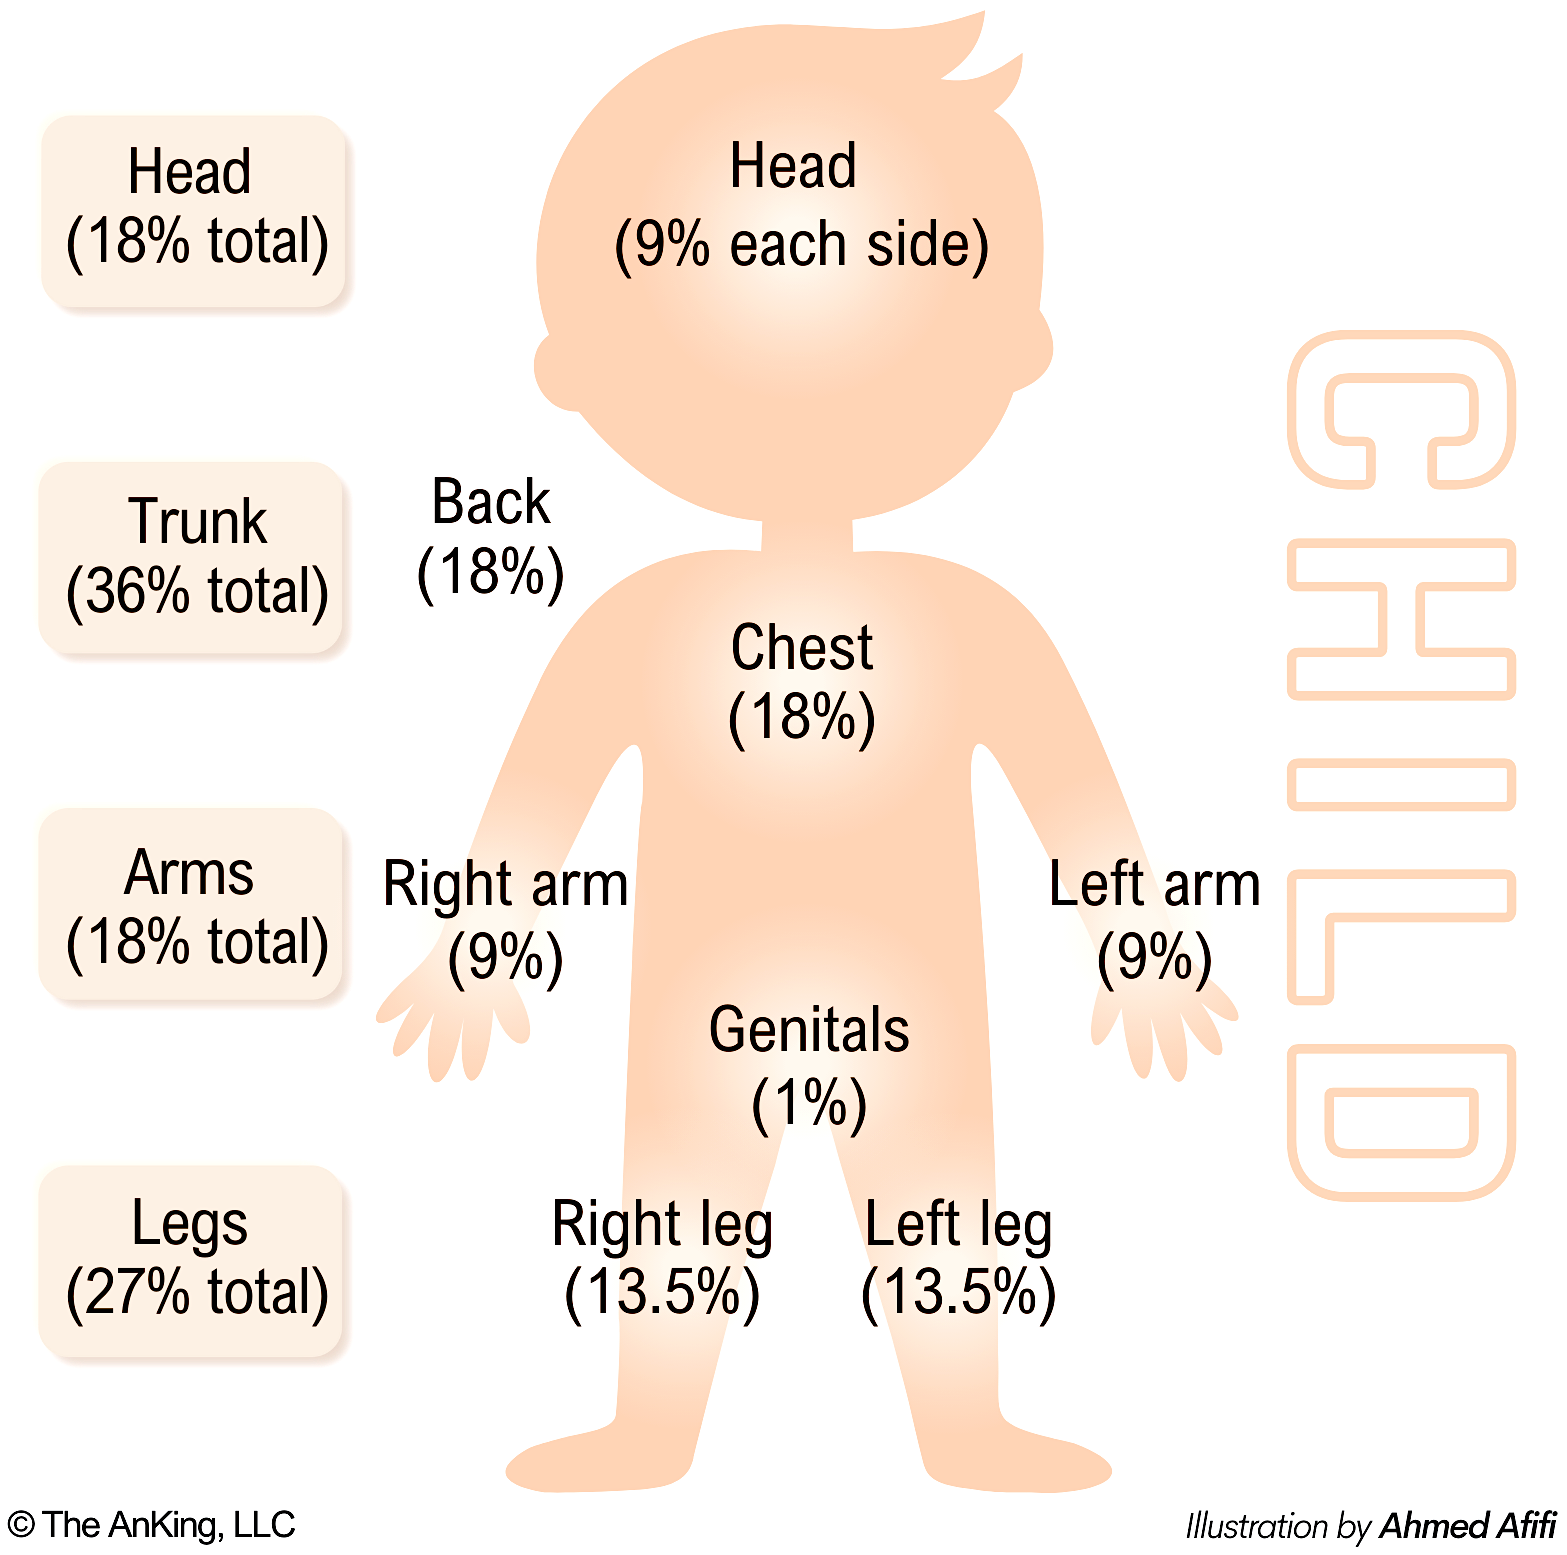 Head
(18% total)
Head
(9% each side)
Trunk
(36% total)
Back
(18%)
Chest
(18%)
Arms
(18% total)
Right arm
(9%)
Left arm
(9%)
Genitals
(1%)
Legs
(27% total)
Right leg
(13.5%)
Left leg
(13.5%)
CHILD
© The AnKing, LLC
Illustration by Ahmed Afifi